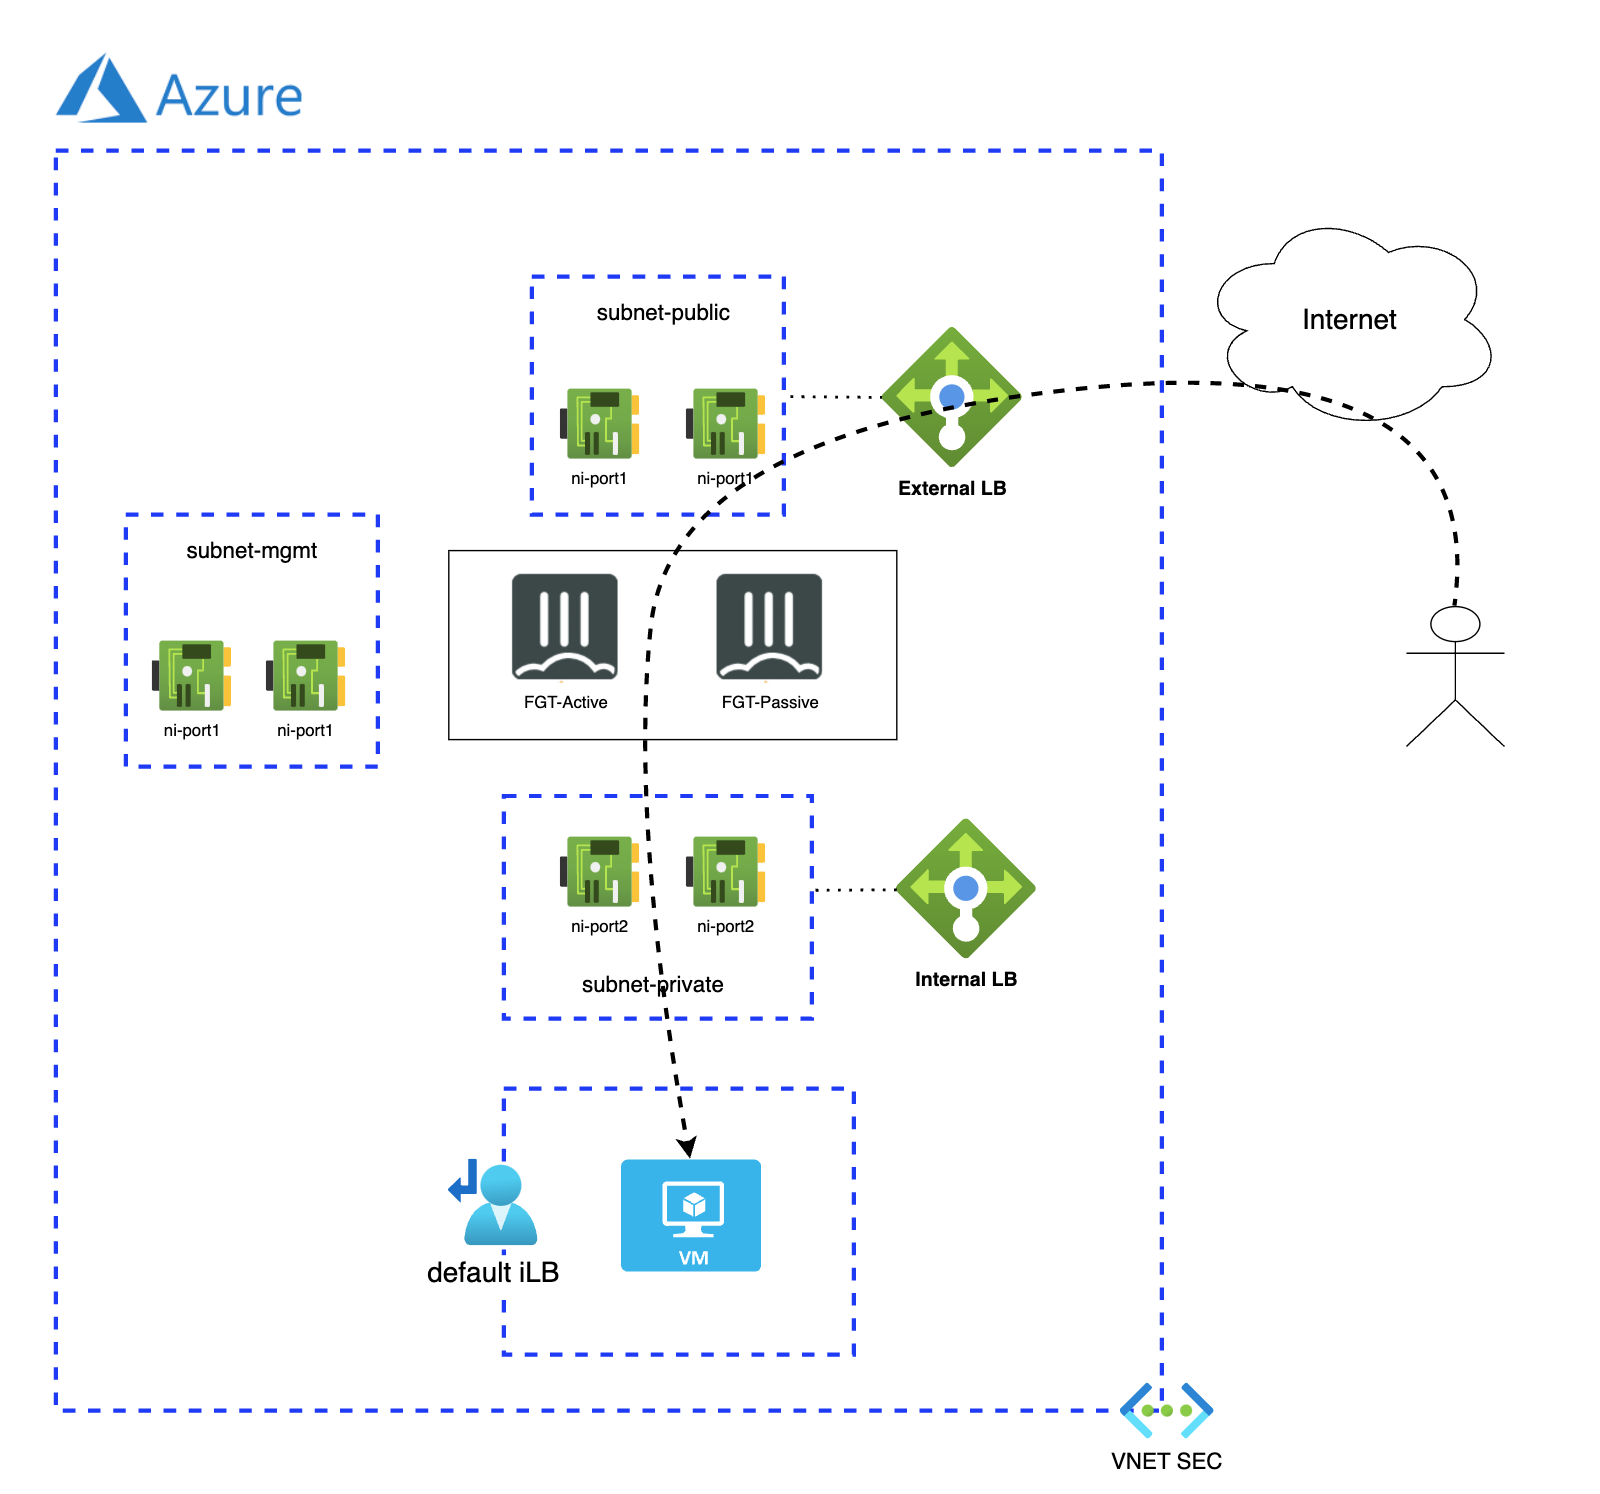 Azure
subnet-public
Internet
ni-port1
ni-port1
External LB
subnet-mgmt
FGT-Active
FGT-Passive
ni-port1
ni-port1
ni-port2
ni-port2
subnet-private
Internal LB
VM
default iLB
VNET SEC